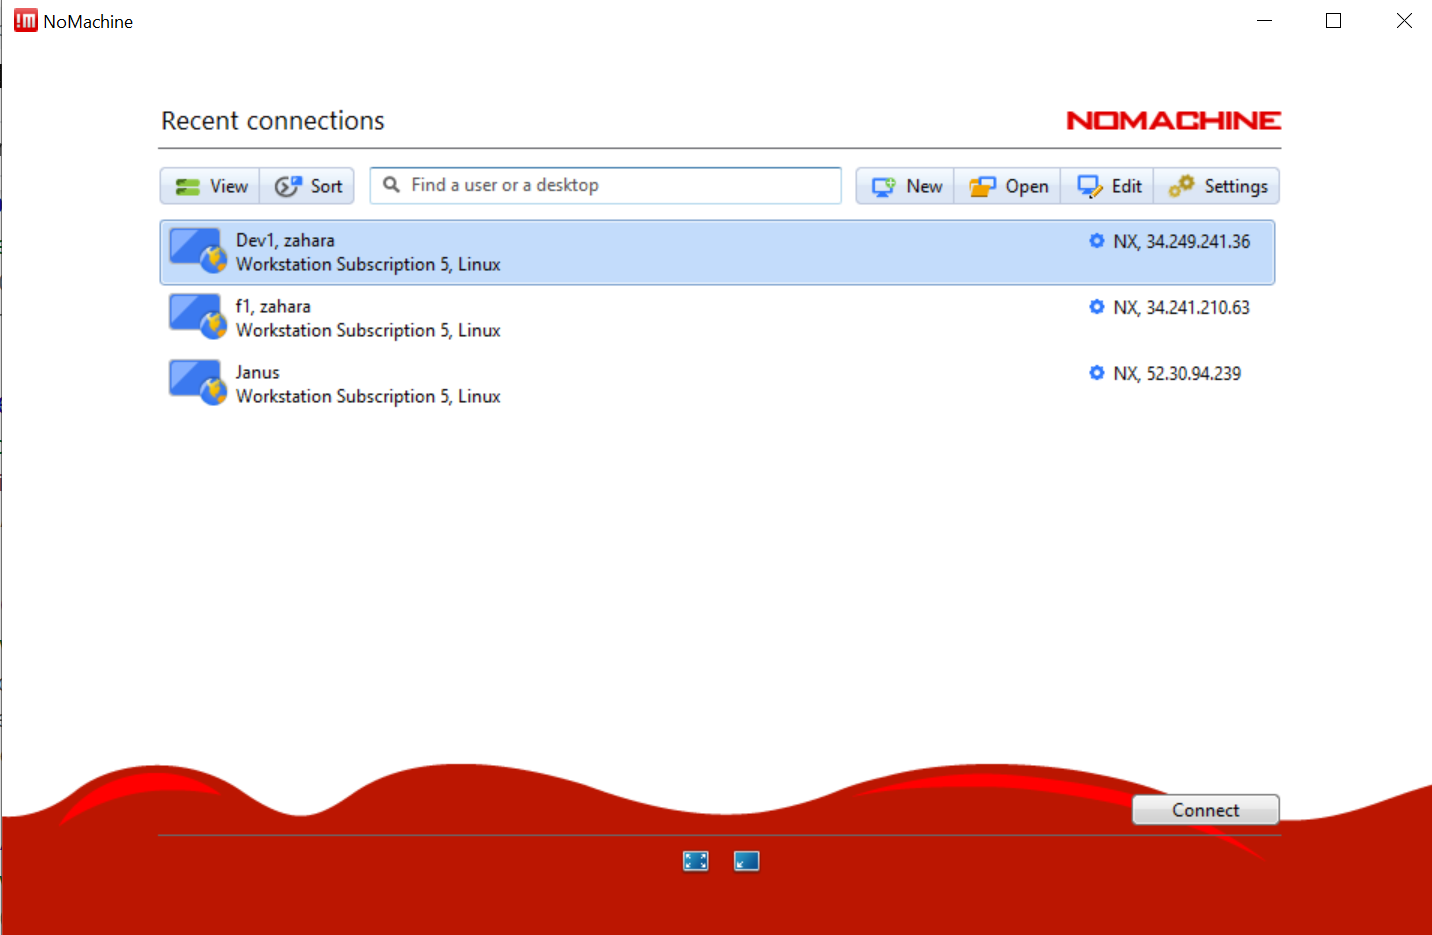 NoMachine
Recent connections
NOMACHINE
View
Sort
Find a user or a desktop
New
Open
Edit
Settings
Dev1, zahara
NX, 34.249.241.36
Workstation Subscription 5, Linux
f1, zahara
NX, 34.241.210.63
Workstation Subscription 5, Linux
Janus
NX, 52.30.94.239
Workstation Subscription 5, Linux
Connect